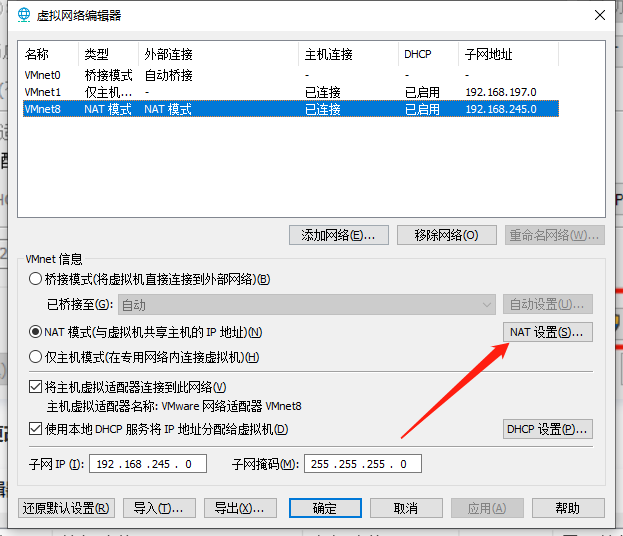 虚拟网络编辑器
名称 类型 外部连接 主机连接 DHCP 子网地址
VMnet0 桥接模式 自动桥接 - - -
VMnet1 仅主机... - 已连接 已启用 192.168.197.0
VMnet8 NAT 模式 NAT 模式 已连接 已启用 192.168.245.0
添加网络(E)... 移除网络(O) 重命名网络(W)...
VMnet 信息
桥接模式(将虚拟机直接连接到外部网络)(B)
已桥接至(G): 自动 自动设置(U)...
NAT 模式(与虚拟机共享主机的 IP 地址)(N) NAT 设置(S)...
仅主机模式(在专用网络内连接虚拟机)(H)
将主机虚拟适配器连接到此网络(V)
主机虚拟适配器名称: VMware 网络适配器 VMnet8
使用本地 DHCP 服务将 IP 地址分配给虚拟机(D) DHCP 设置(P)...
子网 IP (I): 192 . 168 . 245 . 0 子网掩码(M): 255 . 255 . 255 . 0
还原默认设置(R) 导入(T)... 导出(X)... 确定 取消 应用(A) 帮助